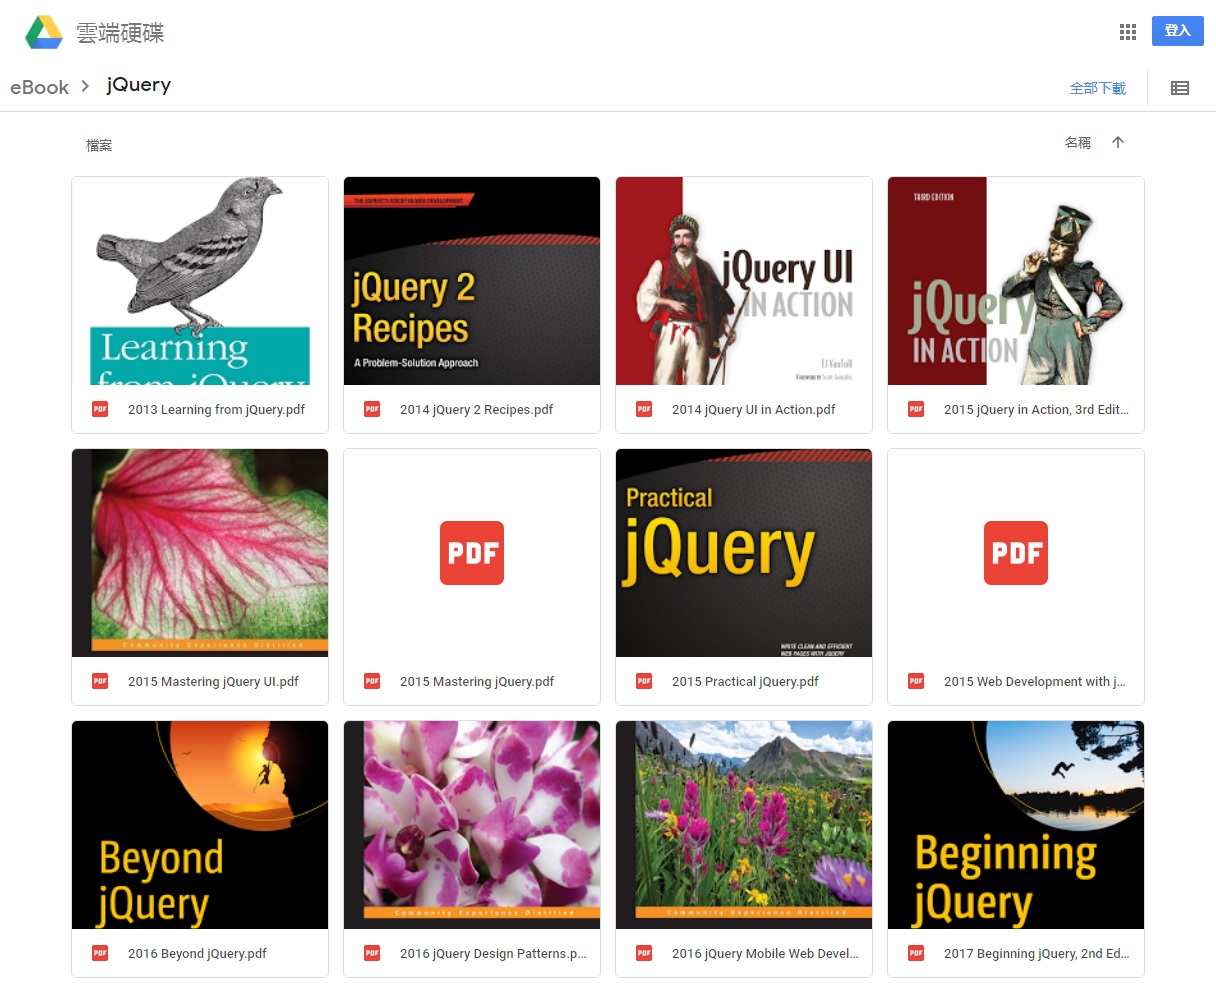 雲端硬碟
登入
eBook
jQuery
全部下載
檔案
名稱
Learning
from jQuery
PDF 2013 Learning from jQuery.pdf
THE EXPERT'S VOICE® IN WEB DEVELOPMENT
jQuery 2
Recipes
A Problem-Solution Approach
PDF 2014 jQuery 2 Recipes.pdf
jQuery UI
IN ACTION
TJ VanToll
FOREWORD BY Scott González
PDF 2014 jQuery UI in Action.pdf
THIRD EDITION
jQuery
IN ACTION
PDF 2015 jQuery in Action, 3rd Edit...
Community Experience Distilled
PDF 2015 Mastering jQuery UI.pdf
PDF
PDF 2015 Mastering jQuery.pdf
Practical
jQuery
WRITE CLEAN AND EFFICIENT
WEB PAGES WITH JQUERY
PDF 2015 Practical jQuery.pdf
PDF
PDF 2015 Web Development with j...
Beyond
jQuery
PDF 2016 Beyond jQuery.pdf
Community Experience Distilled
PDF 2016 jQuery Design Patterns.p...
Community Experience Distilled
PDF 2016 jQuery Mobile Web Devel...
Beginning
jQuery
PDF 2017 Beginning jQuery, 2nd Ed...